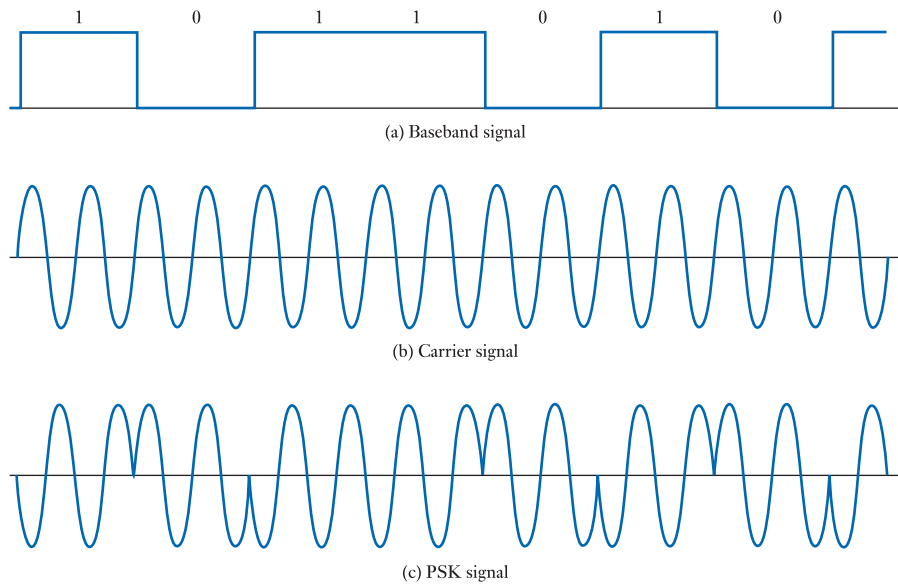 1 0 1 1 0 1 0
(a) Baseband signal
(b) Carrier signal
(c) PSK signal